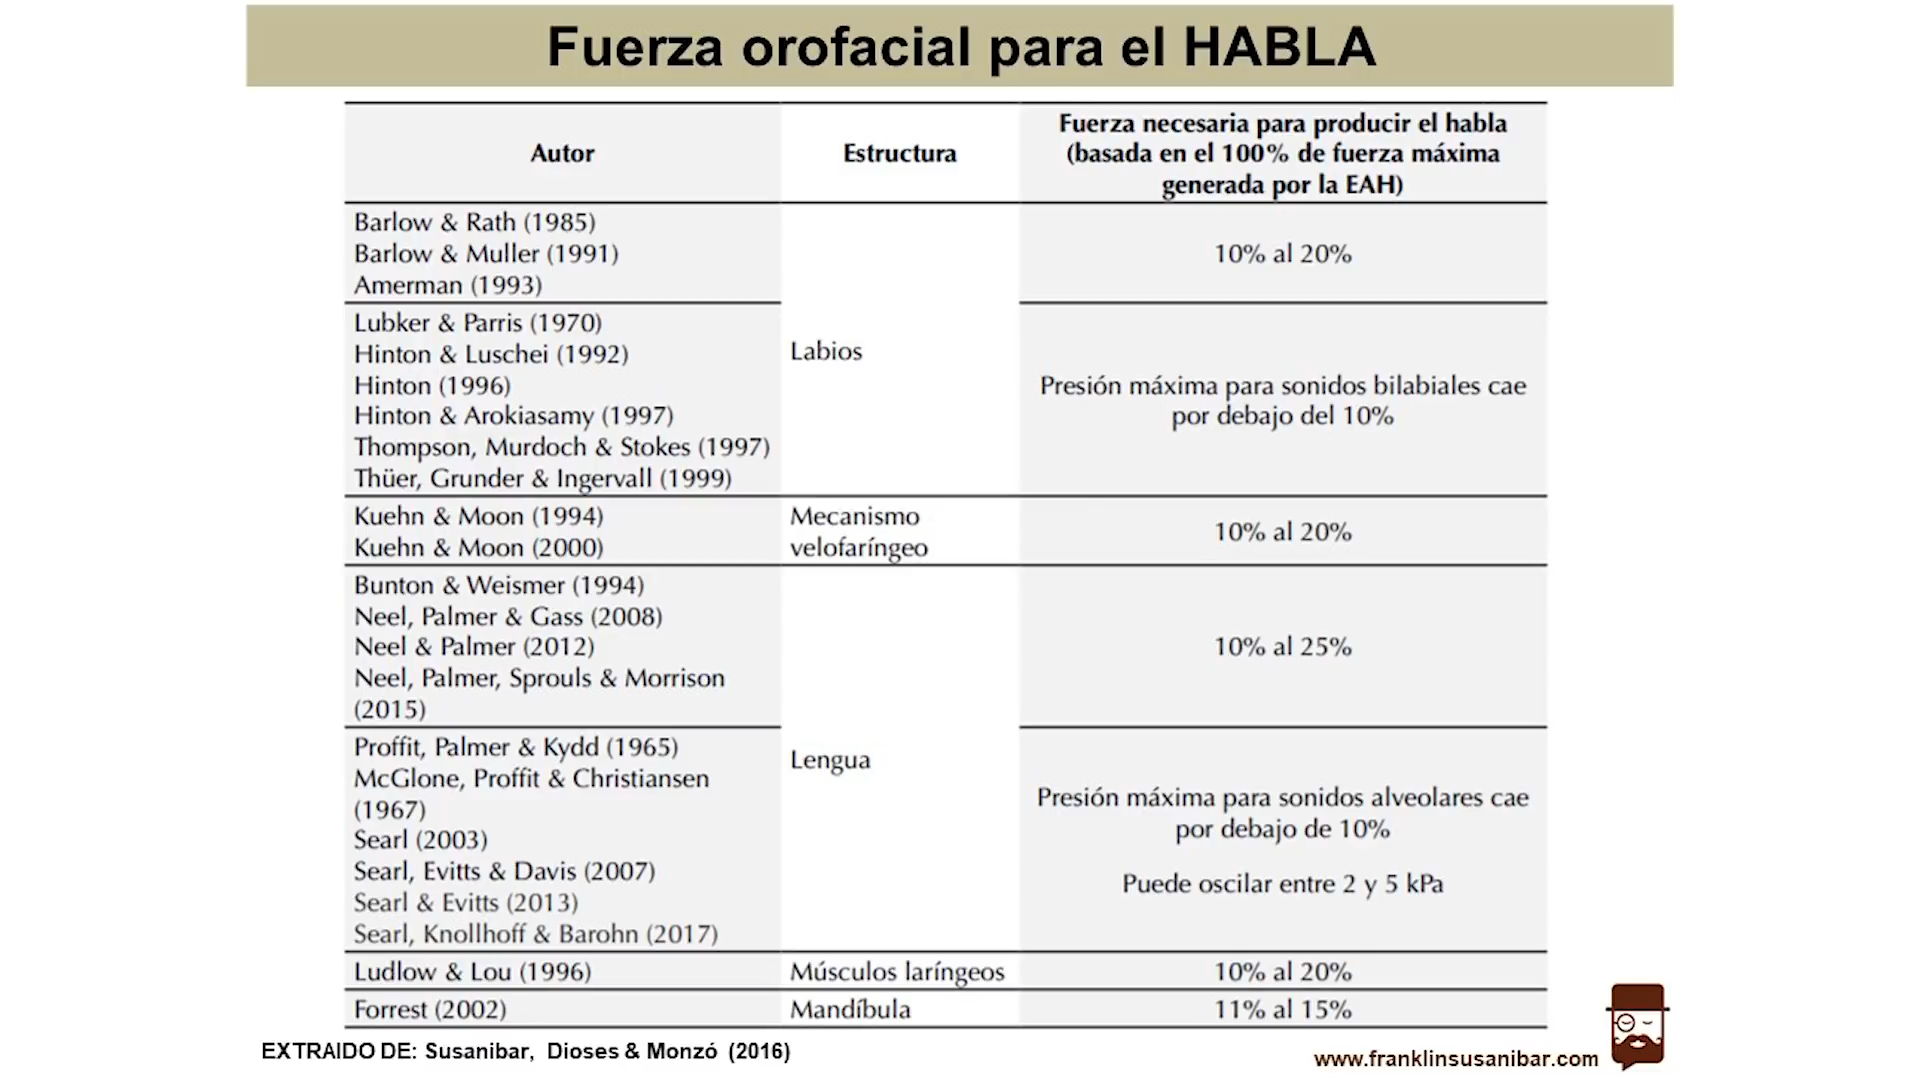 Fuerza orofacial para el HABLA
Autor
Estructura
Fuerza necesaria para producir el habla
(basada en el 100% de fuerza máxima
generada por la EAH)
Barlow & Rath (1985)
Barlow & Muller (1991)
Amerman (1993)
10% al 20%
Labios
Lubker & Parris (1970)
Hinton & Luschei (1992)
Hinton (1996)
Hinton & Arokiasamy (1997)
Thompson, Murdoch & Stokes (1997)
Thüer, Grunder & Ingervall (1999)
Presión máxima para sonidos bilabiales cae
por debajo del 10%
Kuehn & Moon (1994)
Kuehn & Moon (2000)
Mecanismo
velofaríngeo
10% al 20%
Bunton & Weismer (1994)
Neel, Palmer & Gass (2008)
Neel & Palmer (2012)
Neel, Palmer, Sprouls & Morrison
(2015)
10% al 25%
Lengua
Proffit, Palmer & Kydd (1965)
McGlone, Proffit & Christiansen
(1967)
Searl (2003)
Searl, Evitts & Davis (2007)
Searl & Evitts (2013)
Searl, Knollhoff & Barohn (2017)
Presión máxima para sonidos alveolares cae
por debajo de 10%
Puede oscilar entre 2 y 5 kPa
Ludlow & Lou (1996)
Músculos laríngeos
10% al 20%
Forrest (2002)
Mandíbula
11% al 15%
EXTRAIDO DE: Susanibar, Dioses & Monzó (2016)
www.franklinsusanibar.com